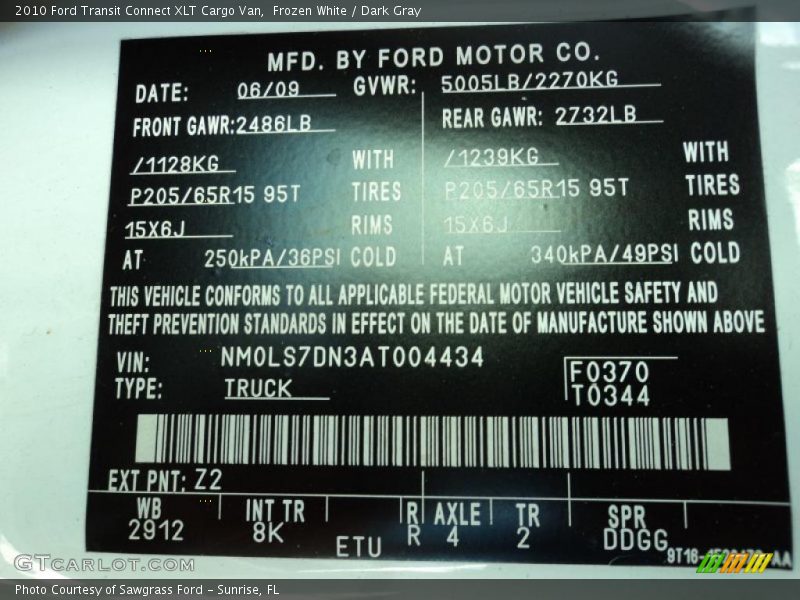 2010 Ford Transit Connect XLT Cargo Van,  Frozen White / Dark Gray
MFD. BY FORD MOTOR CO.
DATE: 06/09 GVWR: 5005LB/2270KG
FRONT GAWR:2486LB REAR GAWR: 2732LB
/1128KG WITH /1239KG WITH
P205/65R15 95T TIRES P205/65R15 95T TIRES
15X6J RIMS 15X6J RIMS
AT 250kPA/36PSI COLD AT 340kPA/49PSI COLD
THIS VEHICLE CONFORMS TO ALL APPLICABLE FEDERAL MOTOR VEHICLE SAFETY AND
THEFT PREVENTION STANDARDS IN EFFECT ON THE DATE OF MANUFACTURE SHOWN ABOVE
VIN: NM0LS7DN3AT004434 F0370
TYPE: TRUCK T0344
EXT PNT: Z2
WB INT TR R AXLE TR SPR
2912 8K ETU R 4 2 DDGG
GTCARLOT.COM
Photo Courtesy of Sawgrass Ford - Sunrise, FL